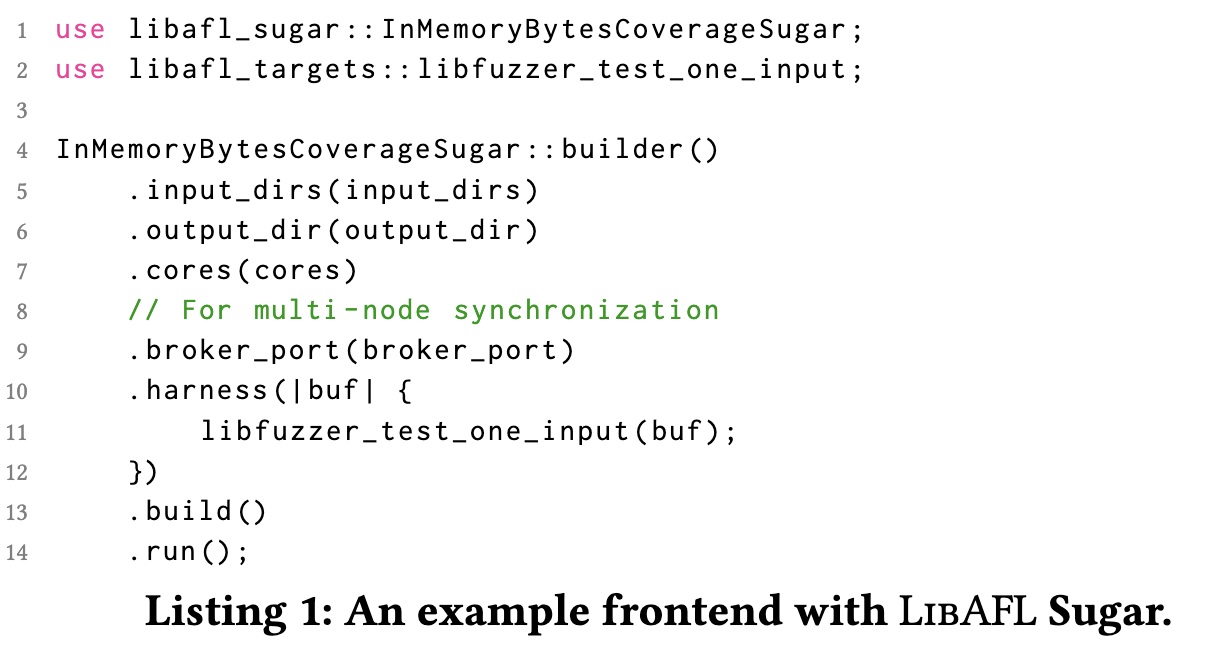 1 use libafl_sugar::InMemoryBytesCoverageSugar;
2 use libafl_targets::libfuzzer_test_one_input;
3
4 InMemoryBytesCoverageSugar::builder()
5     .input_dirs(input_dirs)
6     .output_dir(output_dir)
7     .cores(cores)
8     // For multi-node synchronization
9     .broker_port(broker_port)
10     .harness(|buf| {
11         libfuzzer_test_one_input(buf);
12     })
13     .build()
14     .run();
Listing 1: An example frontend with LibAFL Sugar.